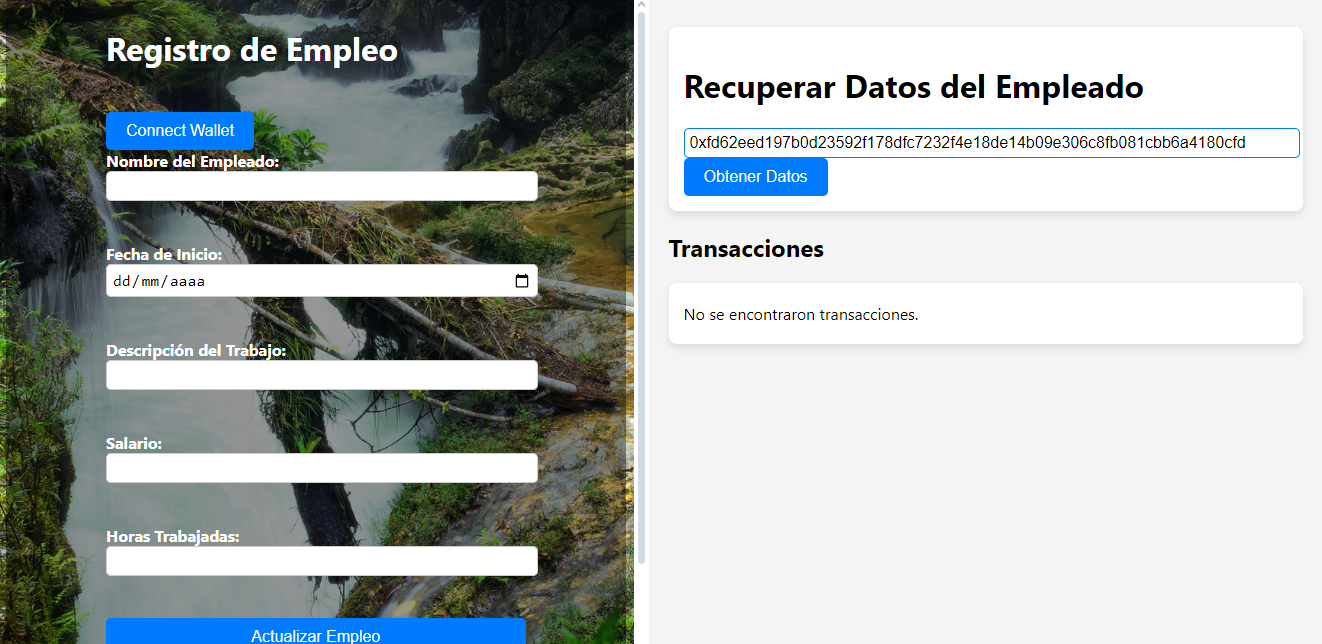 Registro de Empleo
Connect Wallet
Nombre del Empleado:
Fecha de Inicio:
dd/mm/aaaa
Descripción del Trabajo:
Salario:
Horas Trabajadas:
Actualizar Empleo
Recuperar Datos del Empleado
0xfd62eed197b0d23592f178dfc7232f4e18de14b09e306c8fb081cbb6a4180cfd
Obtener Datos
Transacciones
No se encontraron transacciones.